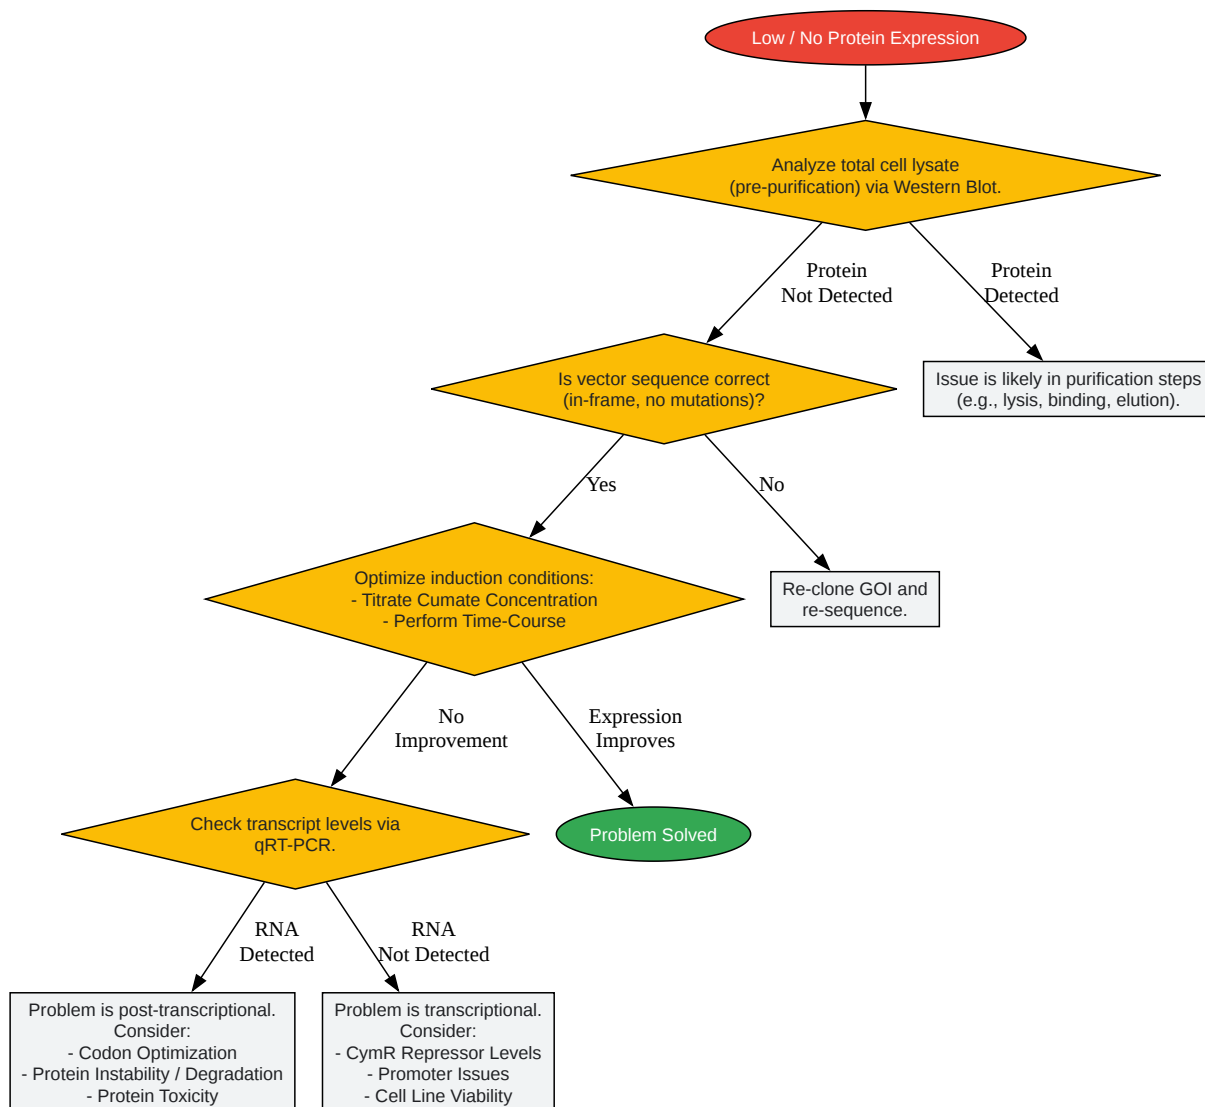 Low / No Protein Expression
Analyze total cell lysate
(pre-purification) via Western Blot.
Protein
Not Detected
Protein
Detected
Is vector sequence correct
(in-frame, no mutations)?
Issue is likely in purification steps
(e.g., lysis, binding, elution).
Yes
No
Optimize induction conditions:
- Titrate Cumate Concentration
- Perform Time-Course
Re-clone GOI and
re-sequence.
No
Improvement
Expression
Improves
Check transcript levels via
qRT-PCR.
Problem Solved
RNA
Detected
RNA
Not Detected
Problem is post-transcriptional.
Consider:
- Codon Optimization
- Protein Instability / Degradation
- Protein Toxicity
Problem is transcriptional.
Consider:
- CymR Repressor Levels
- Promoter Issues
- Cell Line Viability